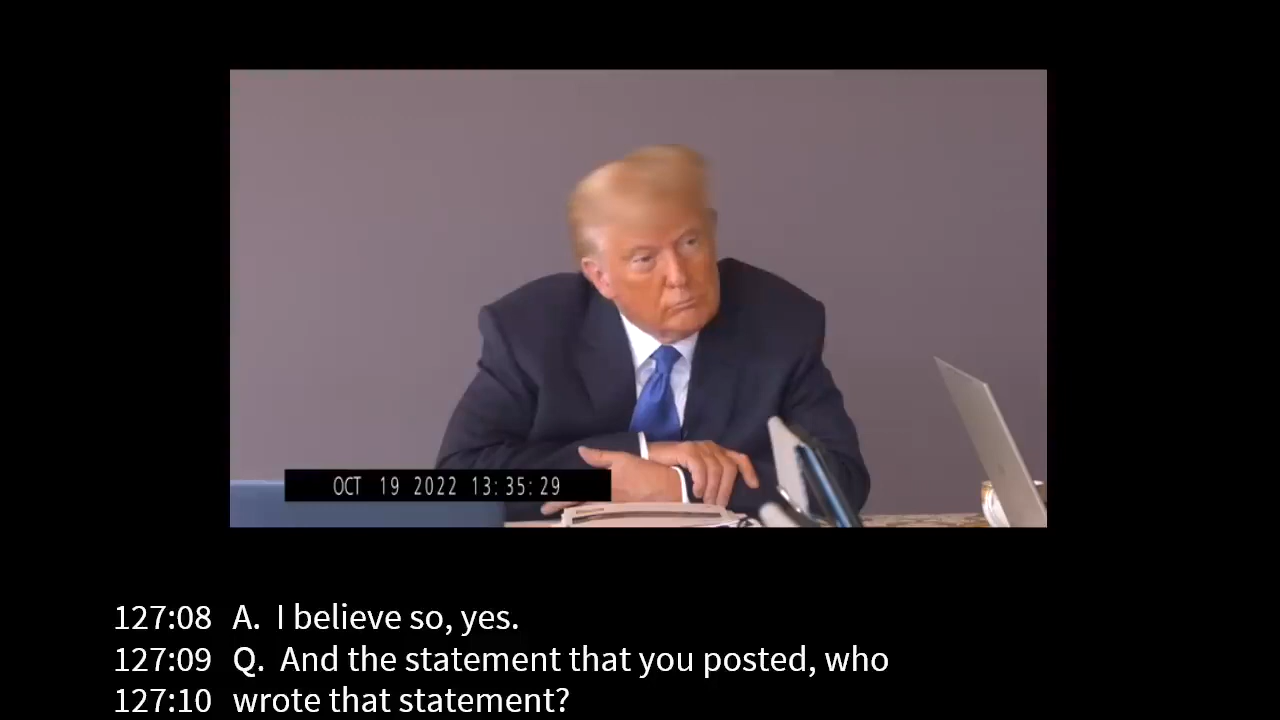 OCT 19 2022 13:35:29
127:08 A. I believe so, yes.
127:09 Q. And the statement that you posted, who
127:10 wrote that statement?